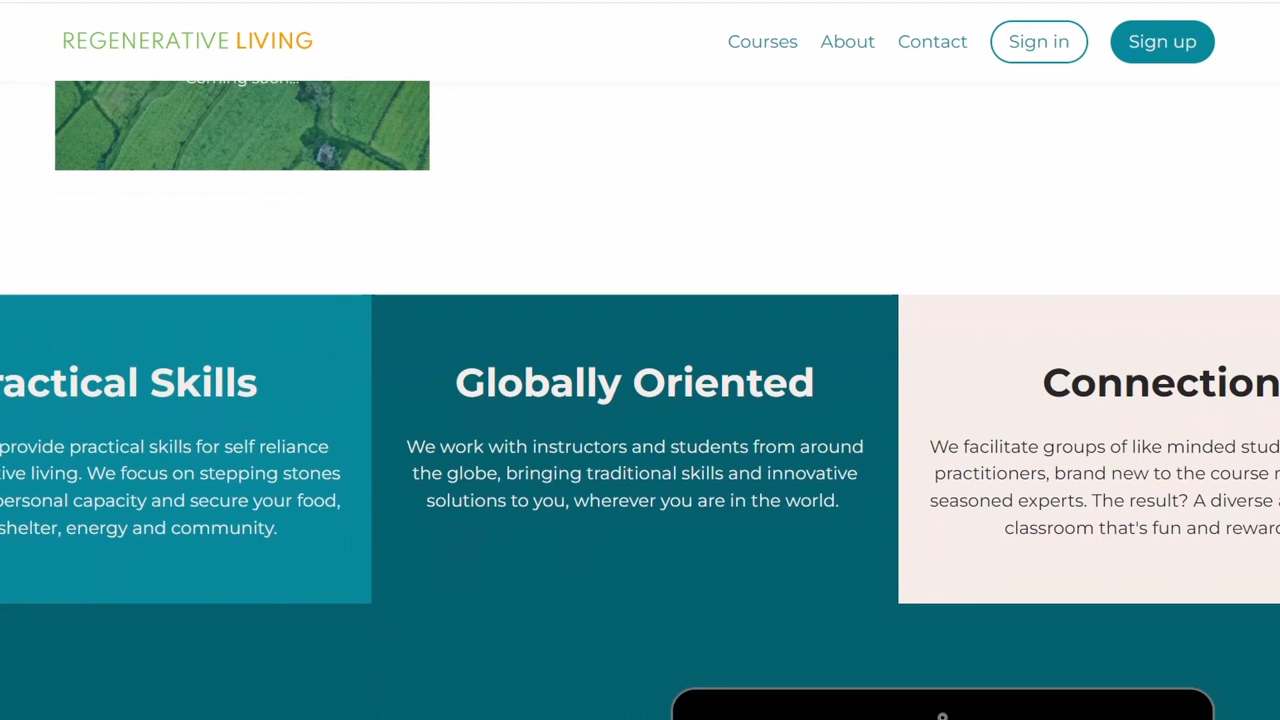 REGENERATIVE LIVING
Courses About Contact Sign in Sign up
Coming soon...
ractical Skills
provide practical skills for self reliance
ive living. We focus on stepping stones
personal capacity and secure your food,
shelter, energy and community.
Globally Oriented
We work with instructors and students from around
the globe, bringing traditional skills and innovative
solutions to you, wherever you are in the world.
Connection
We facilitate groups of like minded stud
practitioners, brand new to the course
seasoned experts. The result? A diverse
classroom that's fun and reward